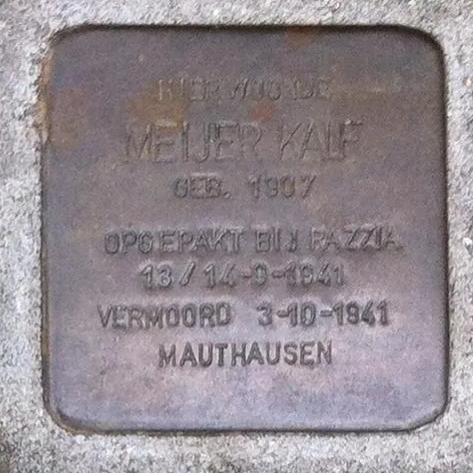 HIER WOONDE
MEIJER KALF
GEB. 1907
OPGEPAKT BIJ RAZZIA
13/14-9-1941
VERMOORD 3-10-1941
MAUTHAUSEN